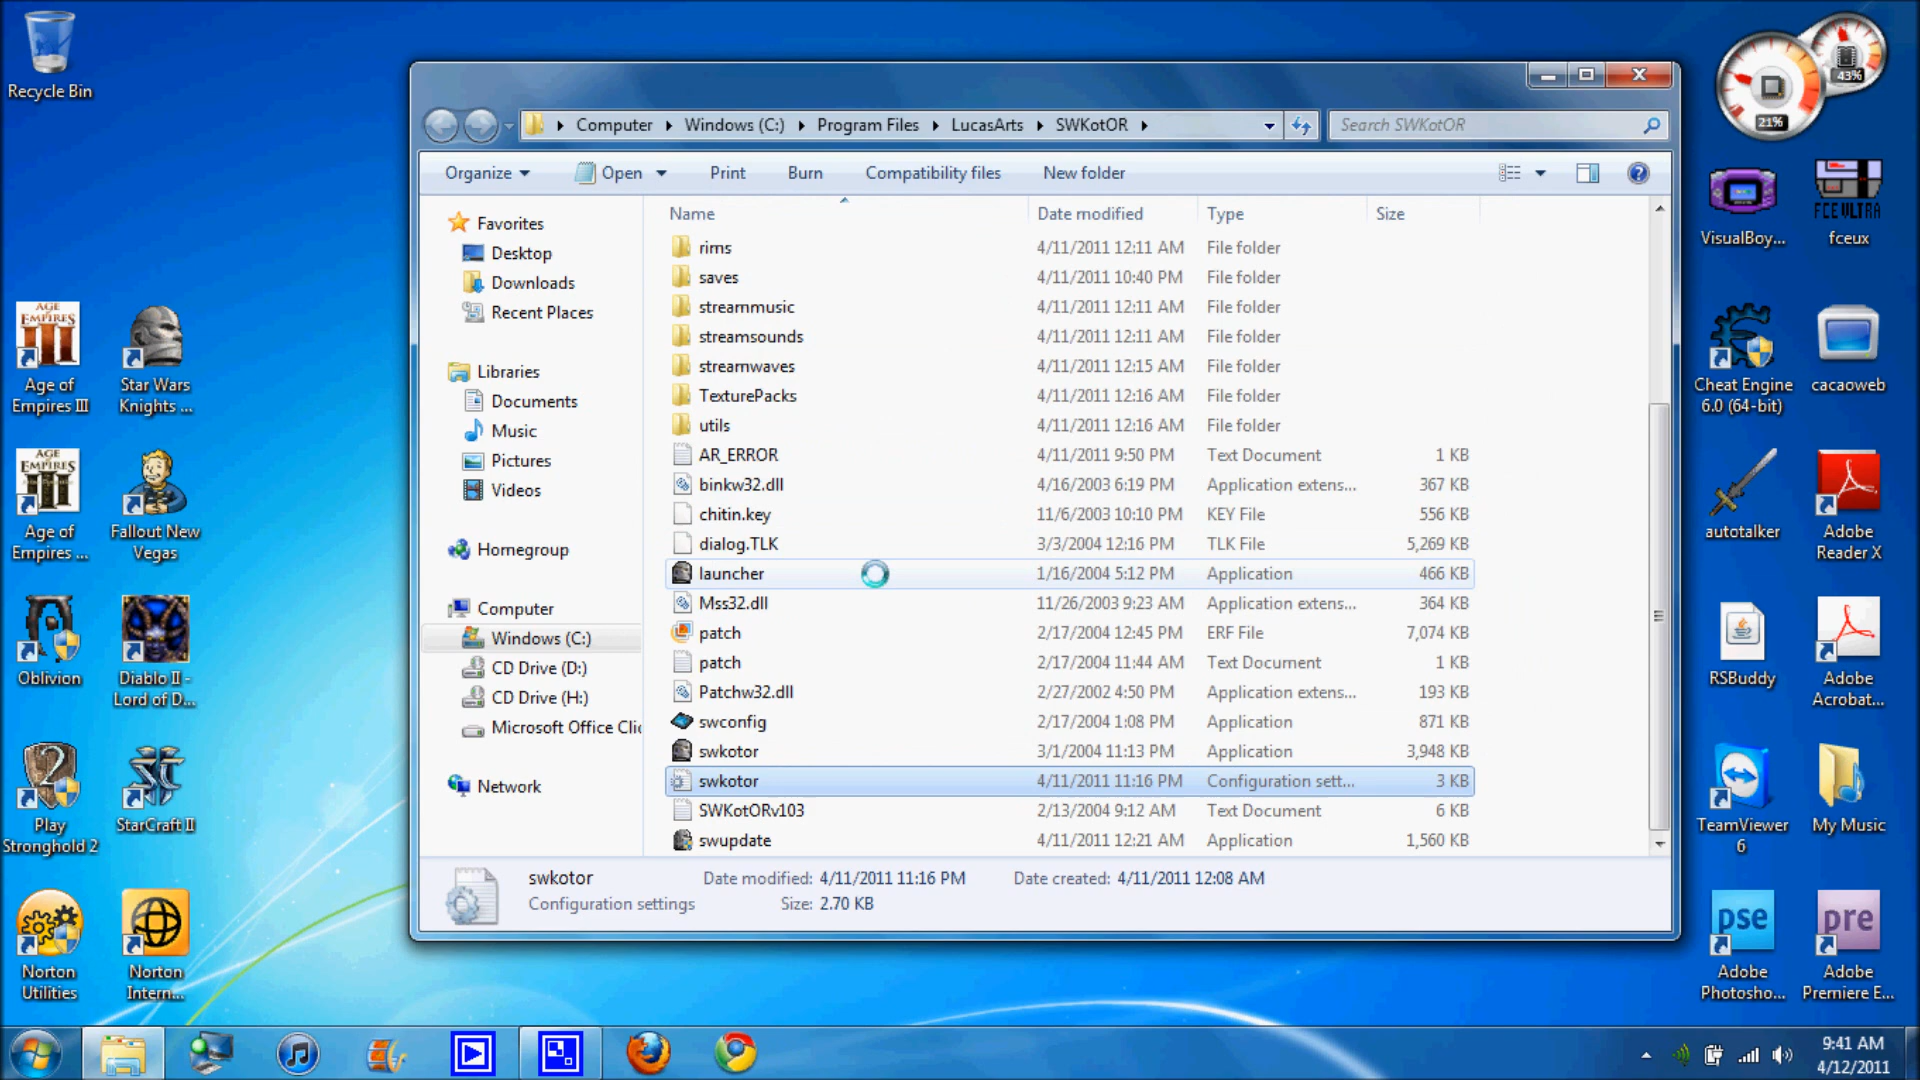 Recycle Bin
Age of
Empires III
Star Wars
Knights ...
Age of
Empires ...
Fallout New
Vegas
Oblivion
Diablo II -
Lord of D...
Play
Stronghold 2
StarCraft II
Norton
Utilities
Norton
Intern...
Computer
Windows (C:)
Program Files
LucasArts
SWKotOR
Search SWKotOR
Organize
Open
Print
Burn
Compatibility files
New folder
Favorites
Desktop
Downloads
Recent Places
Libraries
Documents
Music
Pictures
Videos
Homegroup
Computer
Windows (C:)
CD Drive (D:)
CD Drive (H:)
Microsoft Office Clic
Network
Name Date modified Type Size
rims 4/11/2011 12:11 AM File folder
saves 4/11/2011 10:40 PM File folder
streammusic 4/11/2011 12:11 AM File folder
streamsounds 4/11/2011 12:11 AM File folder
streamwaves 4/11/2011 12:15 AM File folder
TexturePacks 4/11/2011 12:16 AM File folder
utils 4/11/2011 12:16 AM File folder
AR_ERROR 4/11/2011 9:50 PM Text Document 1 KB
binkw32.dll 4/16/2003 6:19 PM Application extens... 367 KB
chitin.key 11/6/2003 10:10 PM KEY File 556 KB
dialog.TLK 3/3/2004 12:16 PM TLK File 5,269 KB
launcher 1/16/2004 5:12 PM Application 466 KB
Mss32.dll 11/26/2003 9:23 AM Application extens... 364 KB
patch 2/17/2004 12:45 PM ERF File 7,074 KB
patch 2/17/2004 11:44 AM Text Document 1 KB
Patchw32.dll 2/27/2002 4:50 PM Application extens... 193 KB
swconfig 2/17/2004 1:08 PM Application 871 KB
swkotor 3/1/2004 11:13 PM Application 3,948 KB
swkotor 4/11/2011 11:16 PM Configuration sett... 3 KB
SWKotORv103 2/13/2004 9:12 AM Text Document 6 KB
swupdate 4/11/2011 12:21 AM Application 1,560 KB
swkotor Date modified: 4/11/2011 11:16 PM Date created: 4/11/2011 12:08 AM
Configuration settings Size: 2.70 KB
43%
21%
VisualBoy...
FCE ULTRA
fceux
Cheat Engine
6.0 (64-bit)
cacaoweb
autotalker
Adobe
Reader X
RSBuddy
Adobe
Acrobat...
TeamViewer
6
My Music
pse
Adobe
Photosho...
pre
Adobe
Premiere E...
9:41 AM
4/12/2011